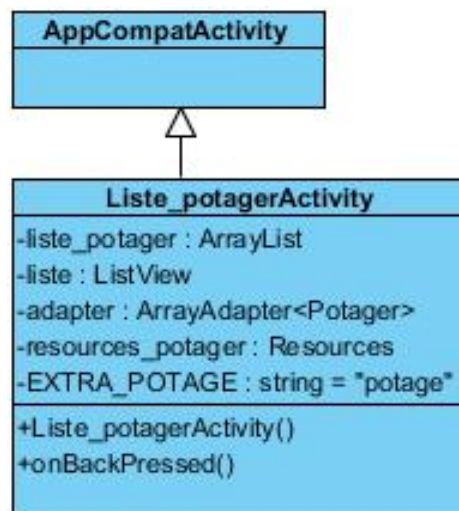 AppCompatActivity
Liste_potagerActivity
-liste_potager : ArrayList
-liste : ListView
-adapter : ArrayAdapter<Potager>
-resources_potager : Resources
-EXTRA_POTAGE : string = "potage"
+Liste_potagerActivity()
+onBackPressed()